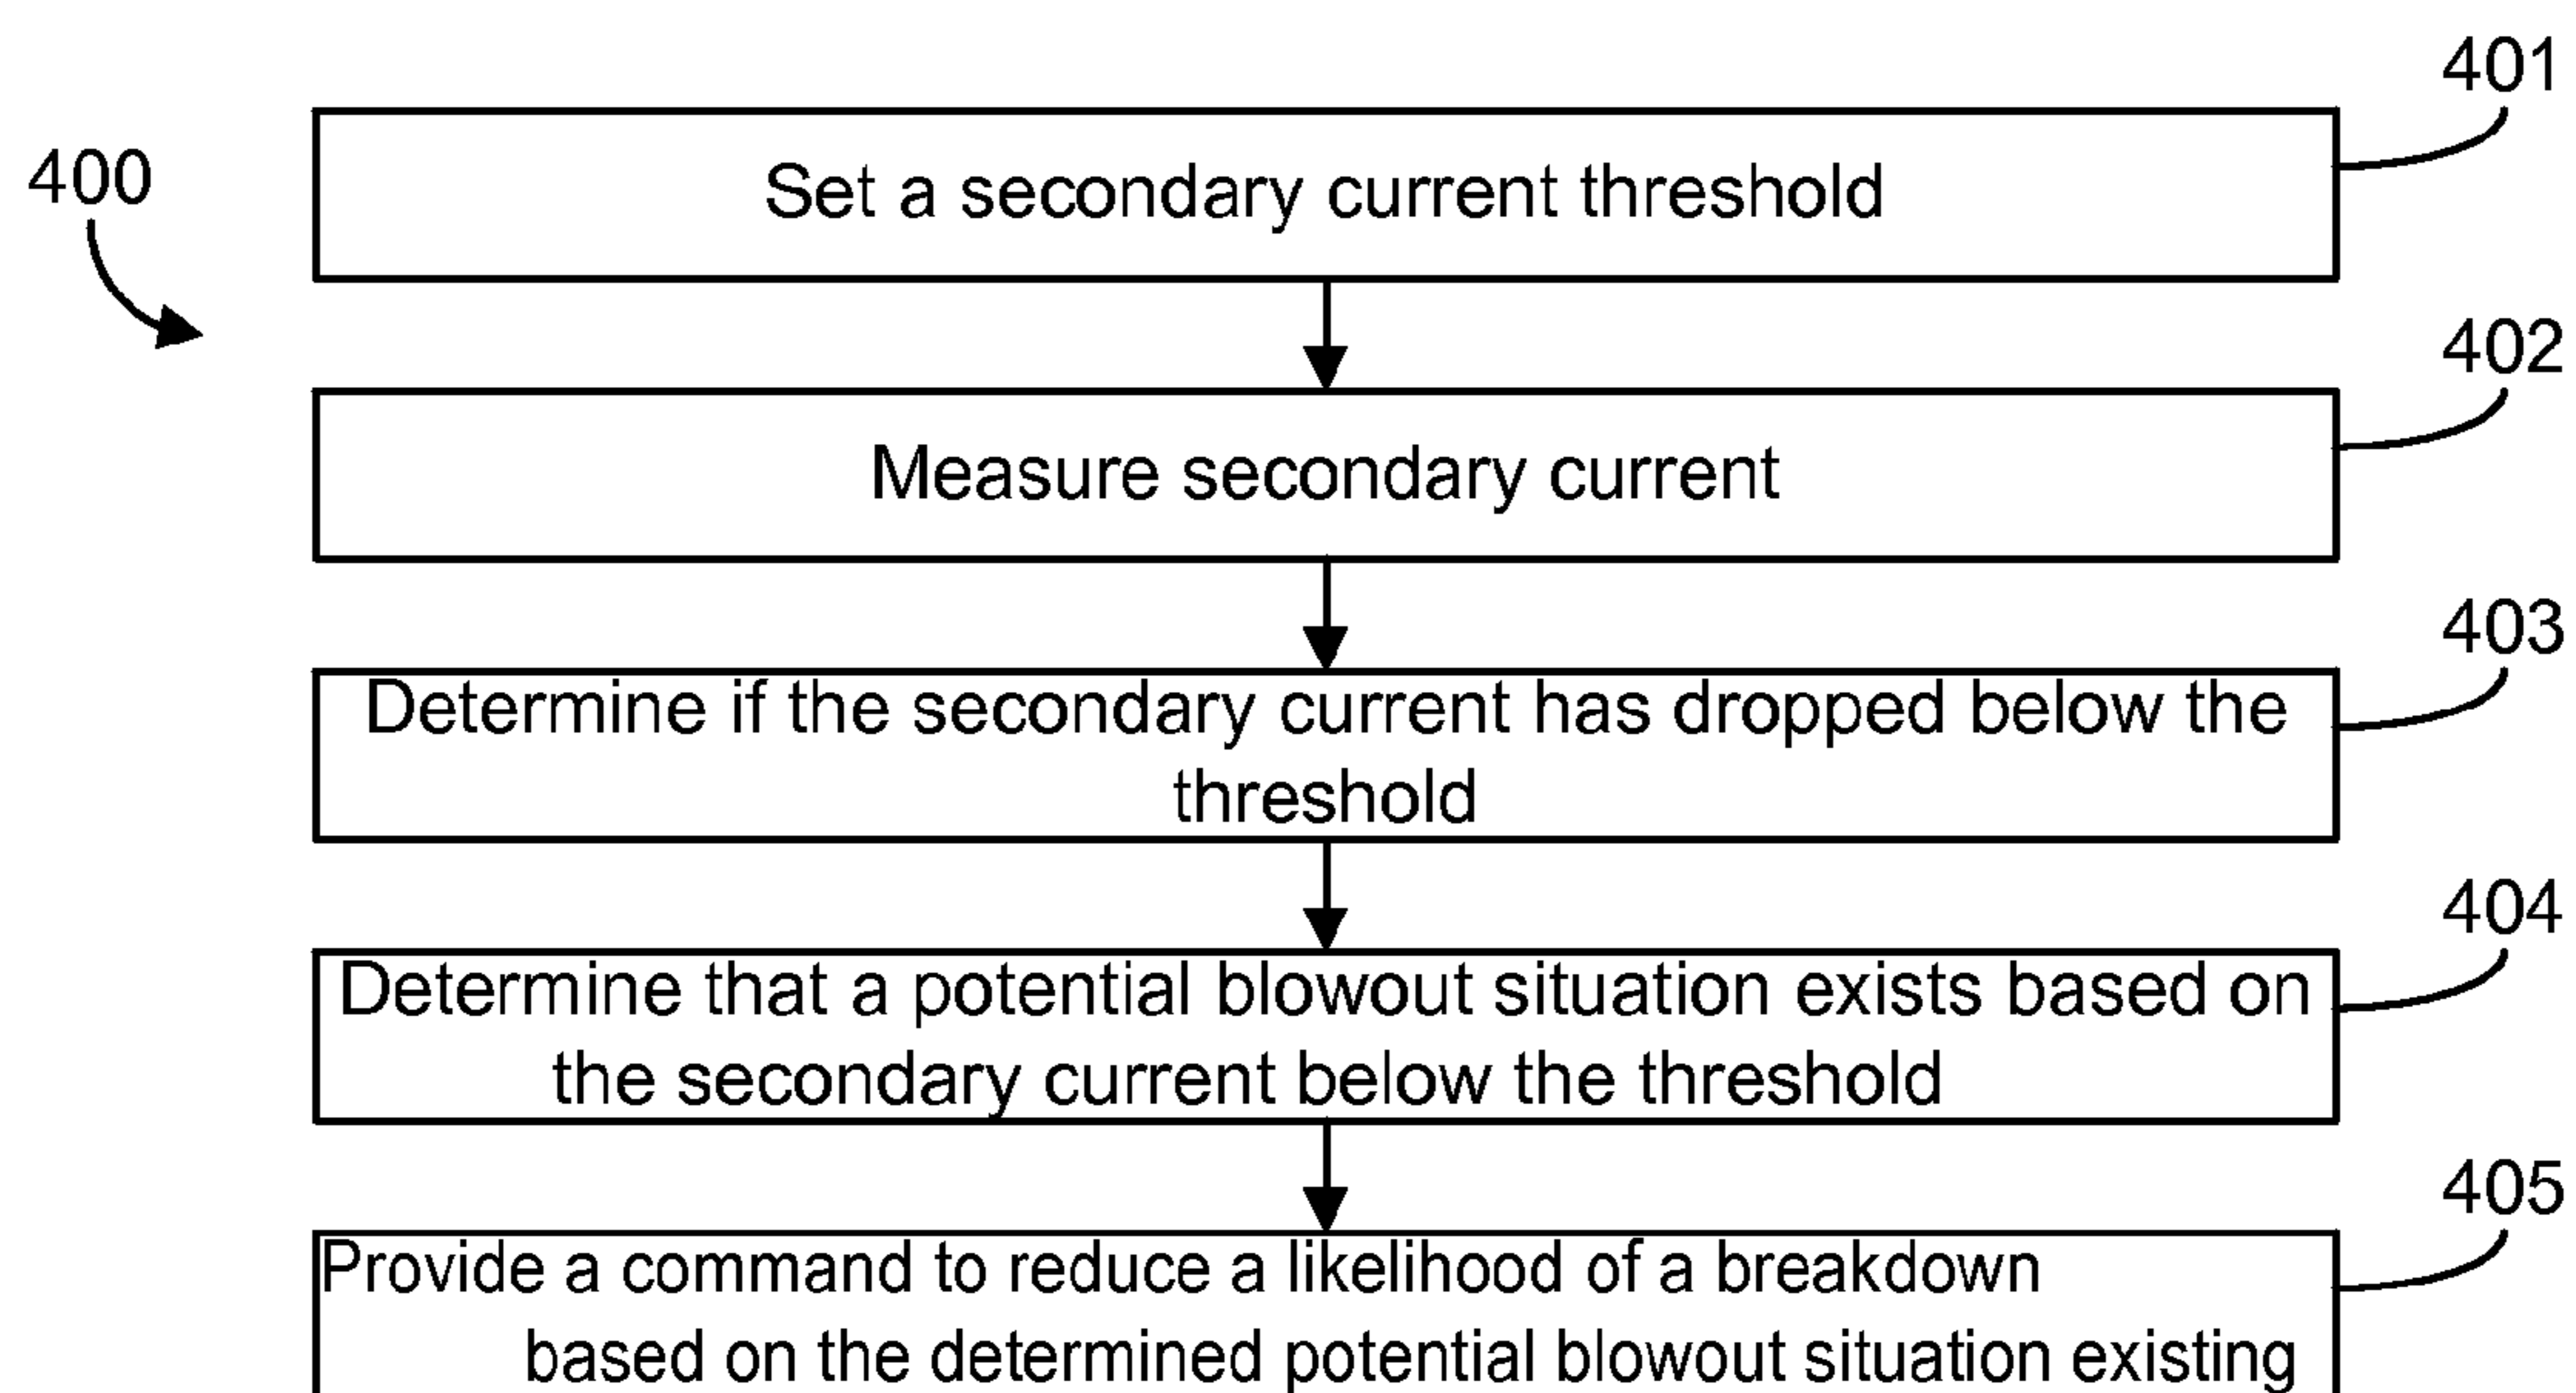 401
400
Set a secondary current threshold
402
Measure secondary current
403
Determine if the secondary current has dropped below the
threshold
404
Determine that a potential blowout situation exists based on
the secondary current below the threshold
405
Provide a command to reduce a likelihood of a breakdown
based on the determined potential blowout situation existing